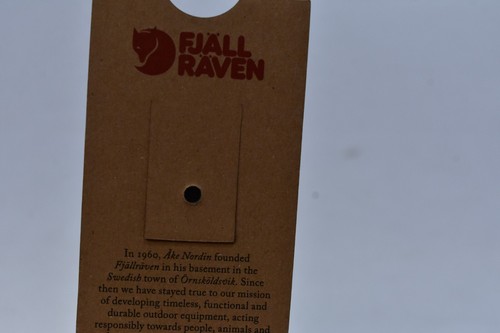 FJÄLL
RÄVEN
In 1960, Åke Nordin founded
Fjällräven in his basement in the
Swedish town of Örnsköldsvik. Since
then we have stayed true to our mission
of developing timeless, functional and
durable outdoor equipment, acting
responsibly towards people, animals and